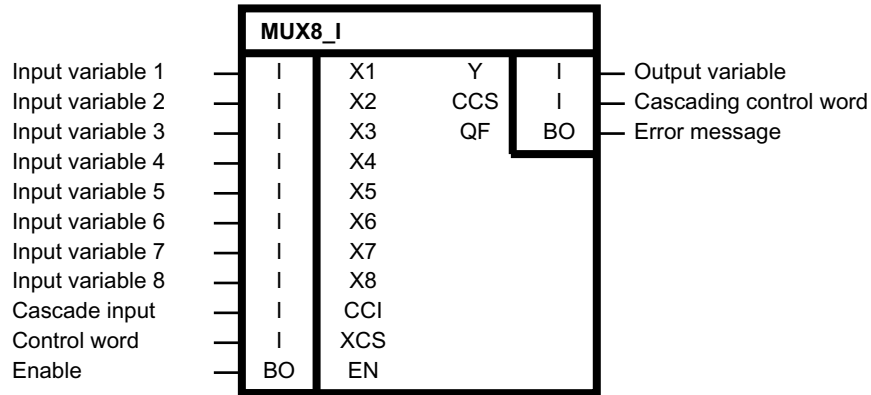 MUX8_I
Input variable 1 I X1 Y I Output variable
Input variable 2 I X2 CCS I Cascading control word
Input variable 3 I X3 QF BO Error message
Input variable 4 I X4
Input variable 5 I X5
Input variable 6 I X6
Input variable 7 I X7
Input variable 8 I X8
Cascade input I CCI
Control word I XCS
Enable BO EN